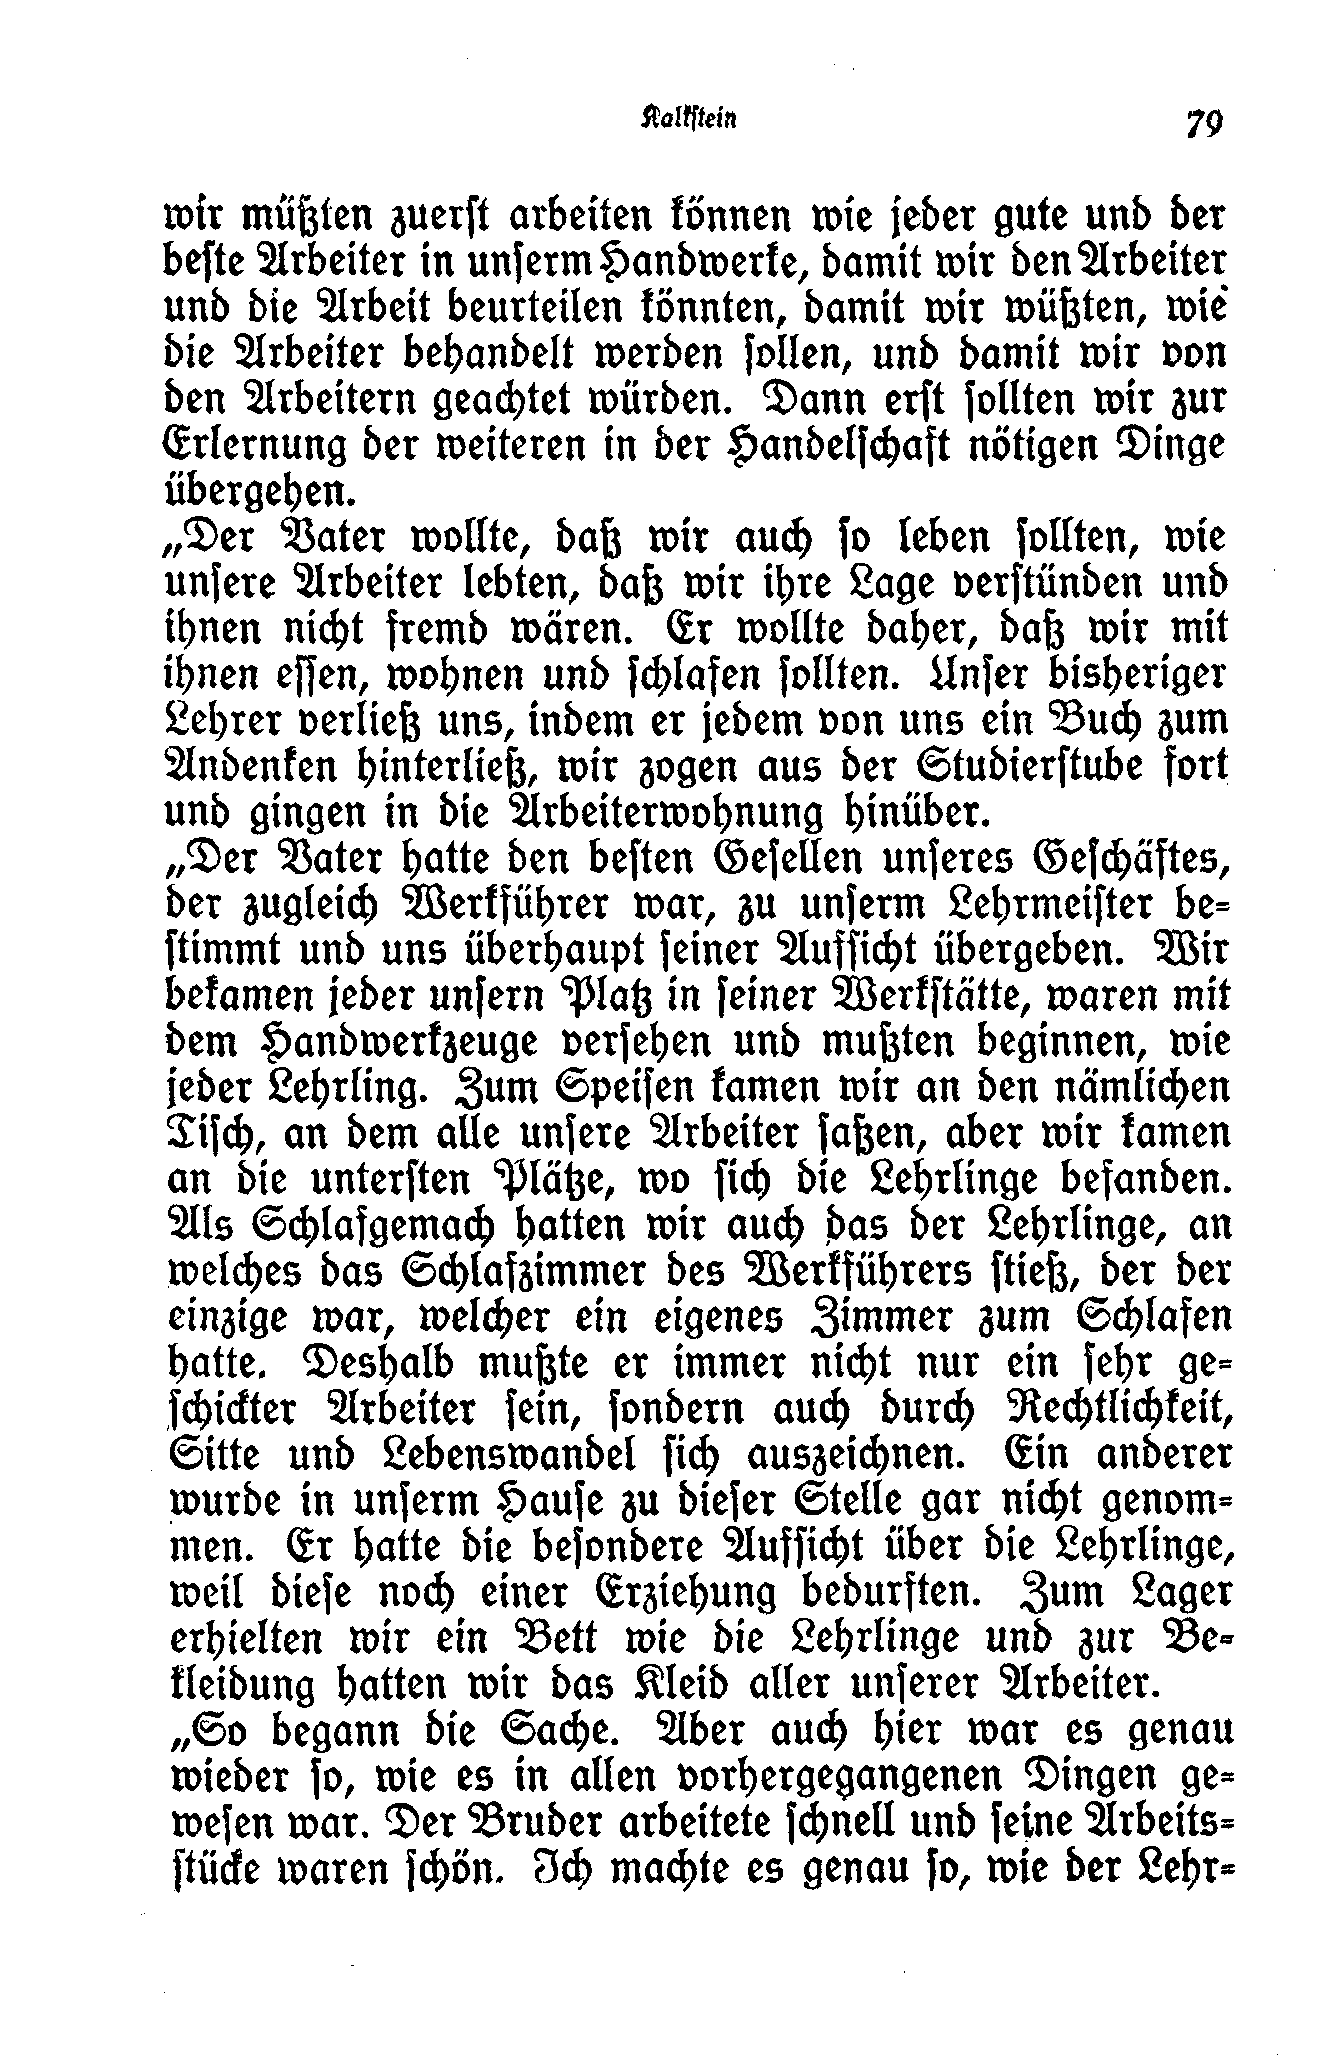 Kalkstein
79
wir müßten zuerst arbeiten können wie jeder gute und der
beste Arbeiter in unserm Handwerke, damit wir den Arbeiter
und die Arbeit beurteilen könnten, damit wir wüßten, wie
die Arbeiter behandelt werden sollen, und damit wir von
den Arbeitern geachtet würden. Dann erst sollten wir zur
Erlernung der weiteren in der Handelschaft nötigen Dinge
übergehen.
„Der Vater wollte, daß wir auch so leben sollten, wie
unsere Arbeiter lebten, daß wir ihre Lage verstünden und
ihnen nicht fremd wären. Er wollte daher, daß wir mit
ihnen essen, wohnen und schlafen sollten. Unser bisheriger
Lehrer verließ uns, indem er jedem von uns ein Buch zum
Andenken hinterließ, wir zogen aus der Studierstube fort
und gingen in die Arbeiterwohnung hinüber.
„Der Vater hatte den besten Gesellen unseres Geschäftes,
der zugleich Werkführer war, zu unserm Lehrmeister be-
stimmt und uns überhaupt seiner Aufsicht übergeben. Wir
bekamen jeder unsern Platz in seiner Werkstätte, waren mit
dem Handwerkzeuge versehen und mußten beginnen, wie
jeder Lehrling. Zum Speisen kamen wir an den nämlichen
Tisch, an dem alle unsere Arbeiter saßen, aber wir kamen
an die untersten Plätze, wo sich die Lehrlinge befanden.
Als Schlafgemach hatten wir auch das der Lehrlinge, an
welches das Schlafzimmer des Werkführers stieß, der der
einzige war, welcher ein eigenes Zimmer zum Schlafen
hatte. Deshalb mußte er immer nicht nur ein sehr ge-
schickter Arbeiter sein, sondern auch durch Rechtlichkeit,
Sitte und Lebenswandel sich auszeichnen. Ein anderer
wurde in unserm Hause zu dieser Stelle gar nicht genom-
men. Er hatte die besondere Aufsicht über die Lehrlinge,
weil diese noch einer Erziehung bedurften. Zum Lager
erhielten wir ein Bett wie die Lehrlinge und zur Be-
kleidung hatten wir das Kleid aller unserer Arbeiter.
„So begann die Sache. Aber auch hier war es genau
wieder so, wie es in allen vorhergegangenen Dingen ge-
wesen war. Der Bruder arbeitete schnell und seine Arbeits-
stücke waren schön. Ich machte es genau so, wie der Lehr-